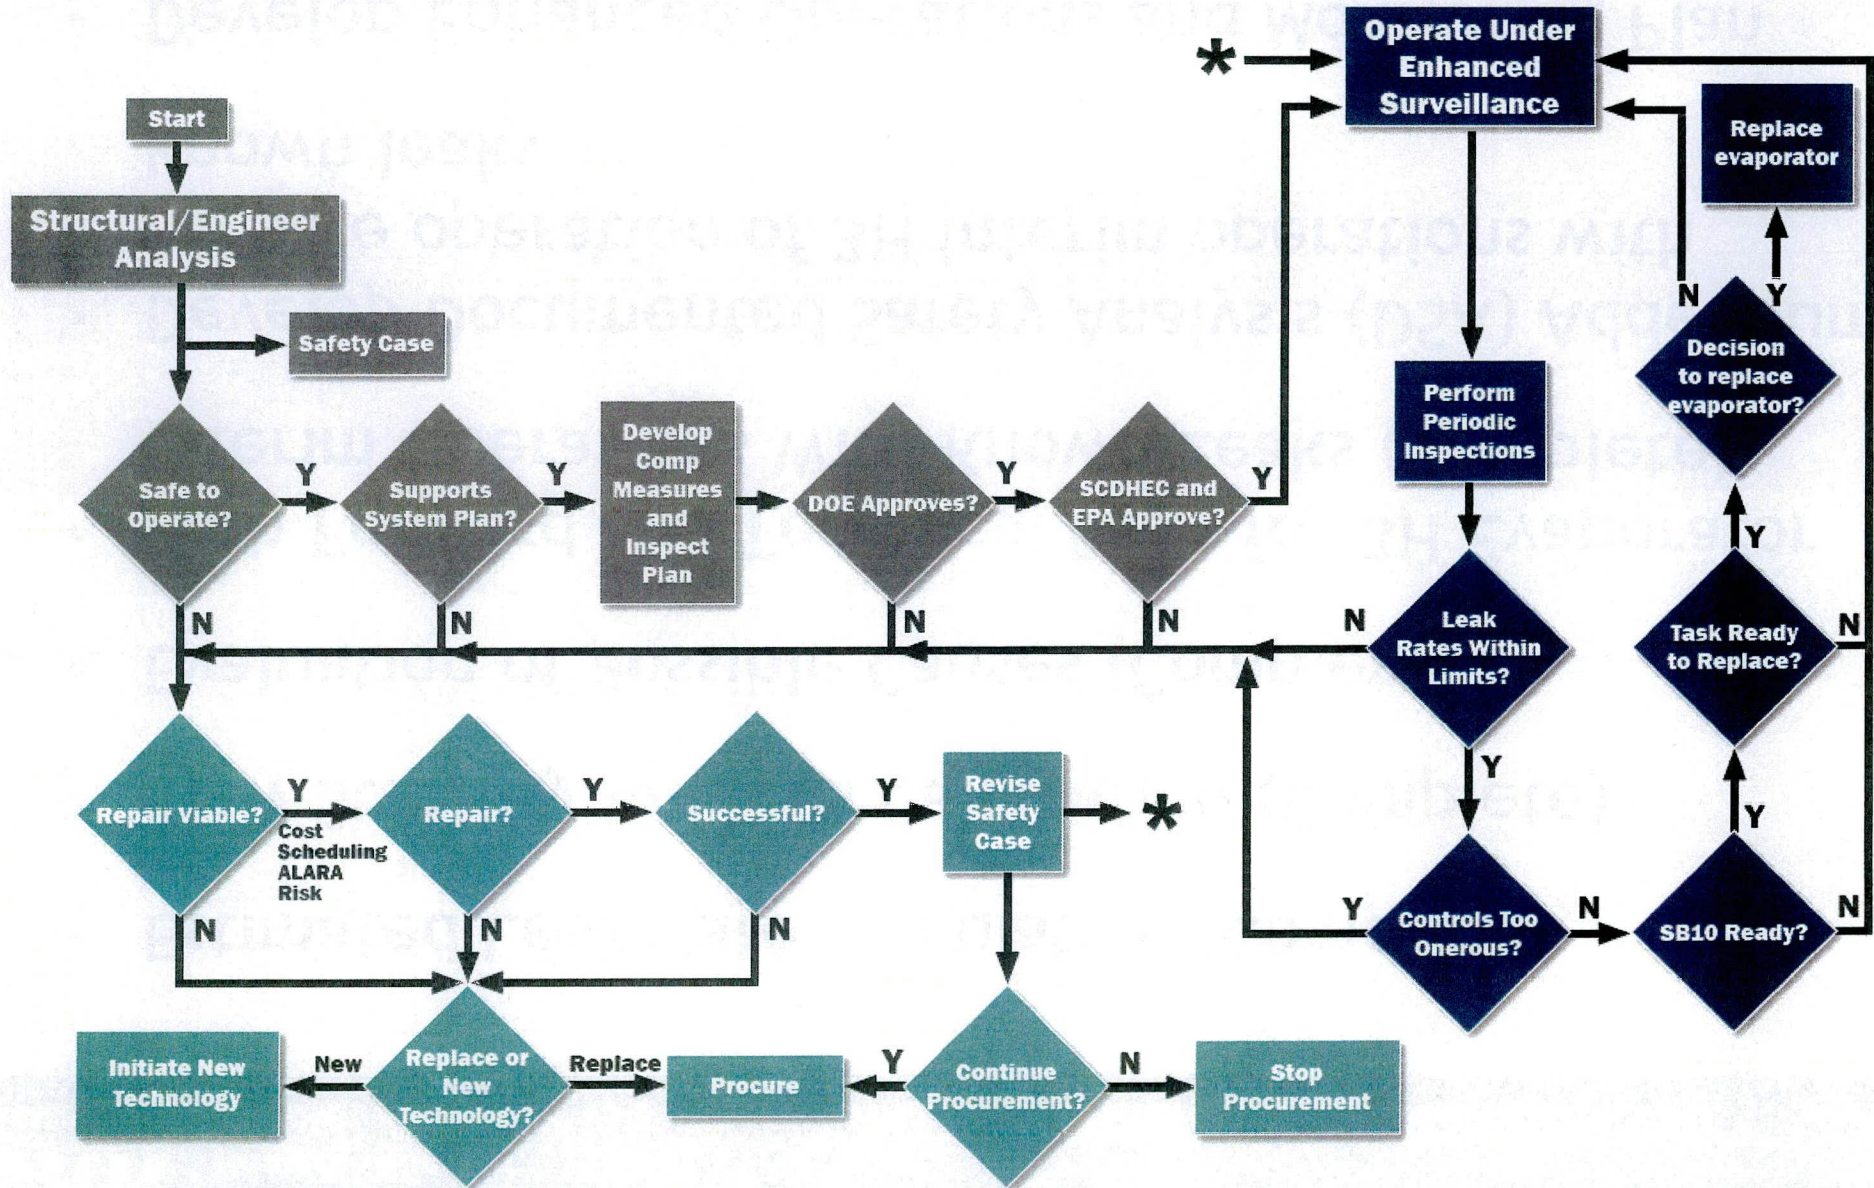 Start
Structural/Engineer
Analysis
Safety Case
Safe to
Operate?
Y
N
Supports
System Plan?
Y
N
Develop
Comp
Measures
and
Inspect
Plan
DOE Approves?
Y
N
SCDHEC and
EPA Approve?
Y
N
*
Operate Under
Enhanced
Surveillance
Perform
Periodic
Inspections
Leak
Rates Within
Limits?
N
Y
Controls Too
Onerous?
Y
N
SB10 Ready?
N
Y
Task Ready
to Replace?
N
Y
Decision
to replace
evaporator?
N
Y
Replace
evaporator
Repair Viable?
Y
Cost
Scheduling
ALARA
Risk
N
Repair?
Y
N
Successful?
Y
N
Revise
Safety
Case
*
Replace or
New
Technology?
New
Initiate New
Technology
Replace
Procure
Continue
Procurement?
Y
N
Stop
Procurement